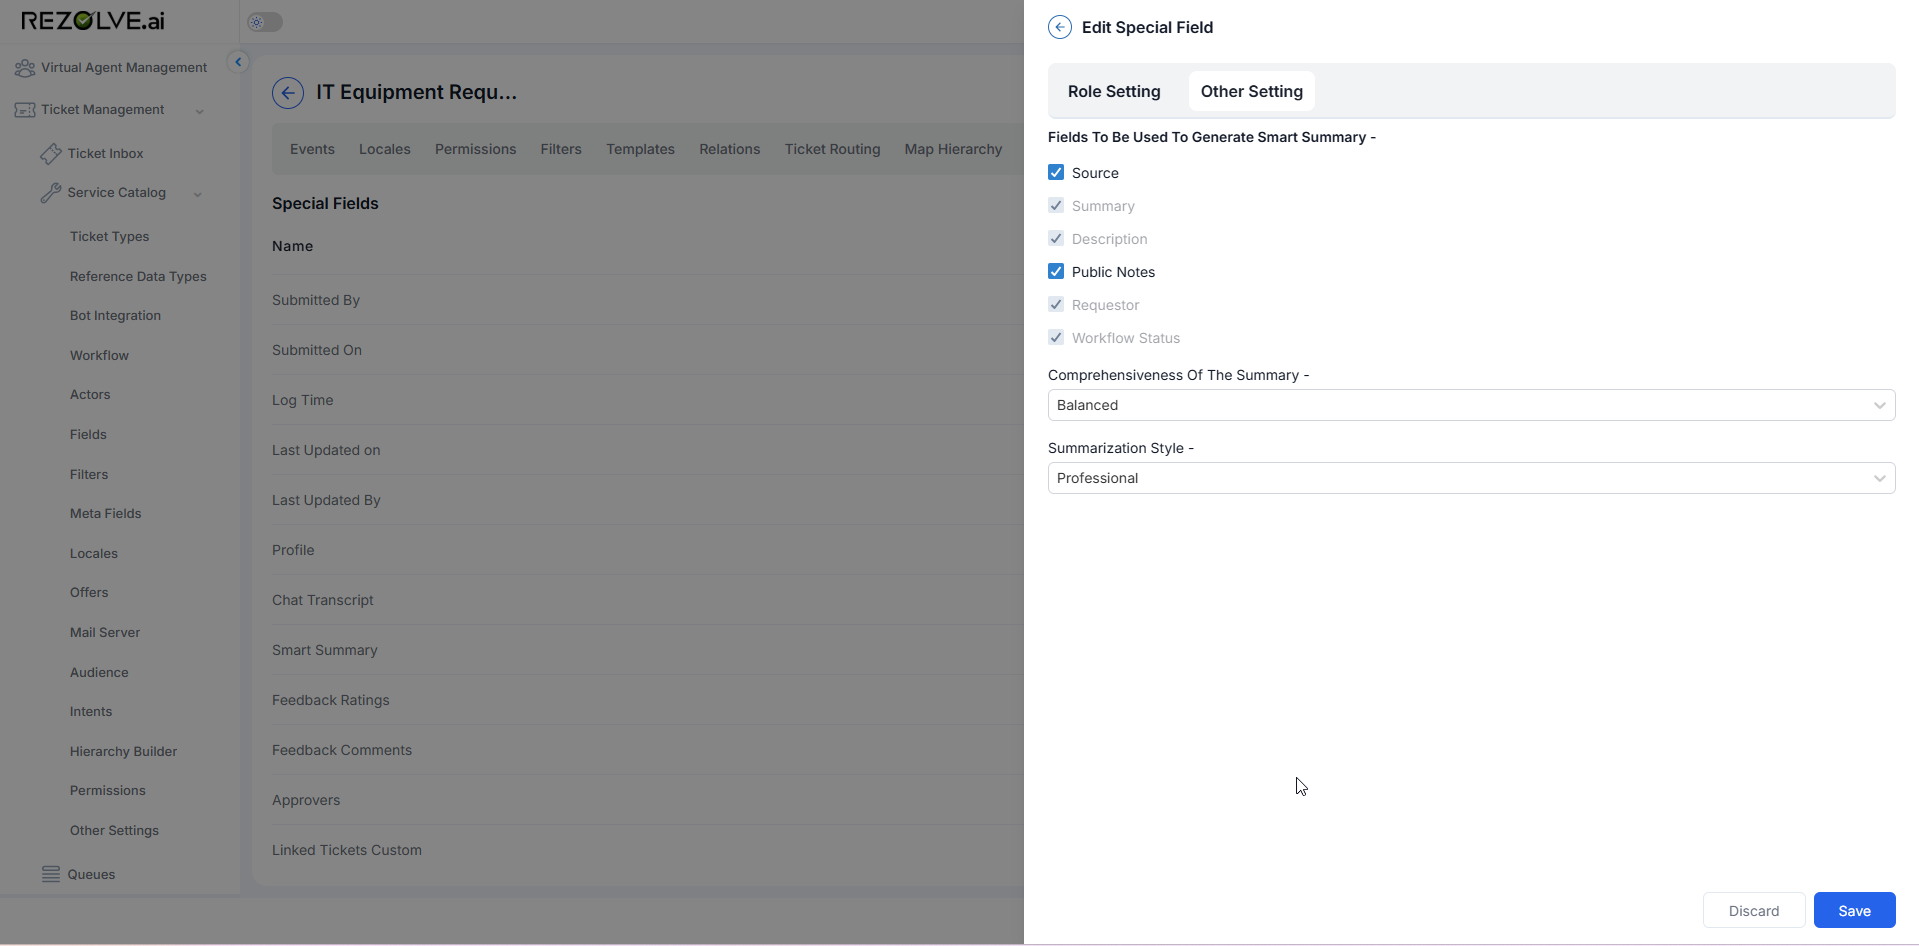 REZOLVE.ai
Virtual Agent Management
Ticket Management
Ticket Inbox
Service Catalog
Ticket Types
Reference Data Types
Bot Integration
Workflow
Actors
Fields
Filters
Meta Fields
Locales
Offers
Mail Server
Audience
Intents
Hierarchy Builder
Permissions
Other Settings
Queues
IT Equipment Requ...
Events Locales Permissions Filters Templates Relations Ticket Routing Map Hierarchy
Special Fields
Name
Submitted By
Submitted On
Log Time
Last Updated on
Last Updated By
Profile
Chat Transcript
Smart Summary
Feedback Ratings
Feedback Comments
Approvers
Linked Tickets Custom
Edit Special Field
Role Setting Other Setting
Fields To Be Used To Generate Smart Summary -
Source
Summary
Description
Public Notes
Requestor
Workflow Status
Comprehensiveness Of The Summary -
Balanced
Summarization Style -
Professional
Discard Save